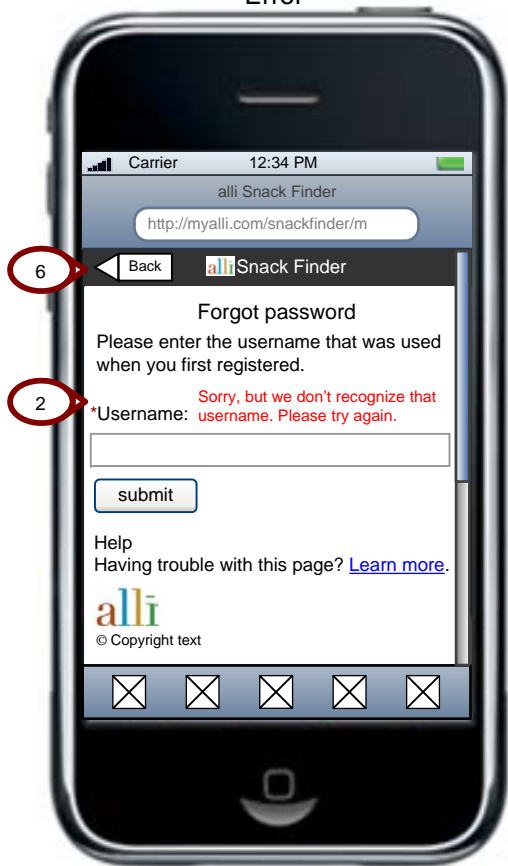 Error
Carrier 12:34 PM
alli Snack Finder
http://myalli.com/snackfinder/m
6
Back
alli Snack Finder
Forgot password
Please enter the username that was used
when you first registered.
2
*Username:
Sorry, but we don't recognize that
username. Please try again.
submit
Help
Having trouble with this page? Learn more.
allī
© Copyright text